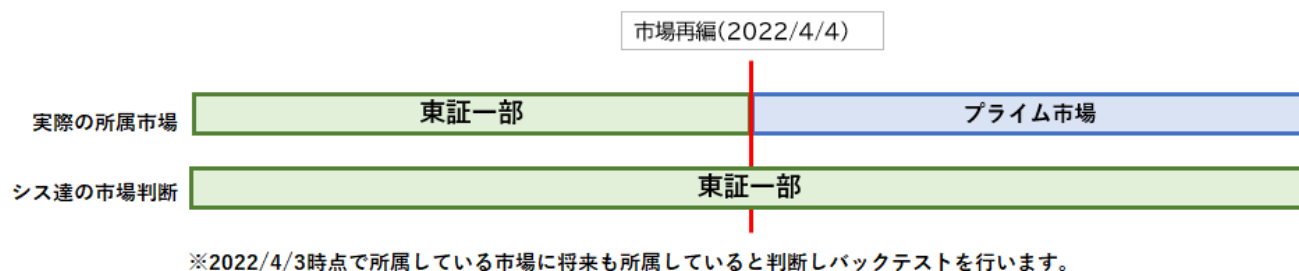 市場再編(2022/4/4)
実際の所属市場
東証一部
プライム市場
シス達の市場判断
東証一部
※2022/4/3時点で所属している市場に将来も所属していると判断しバックテストを行います。